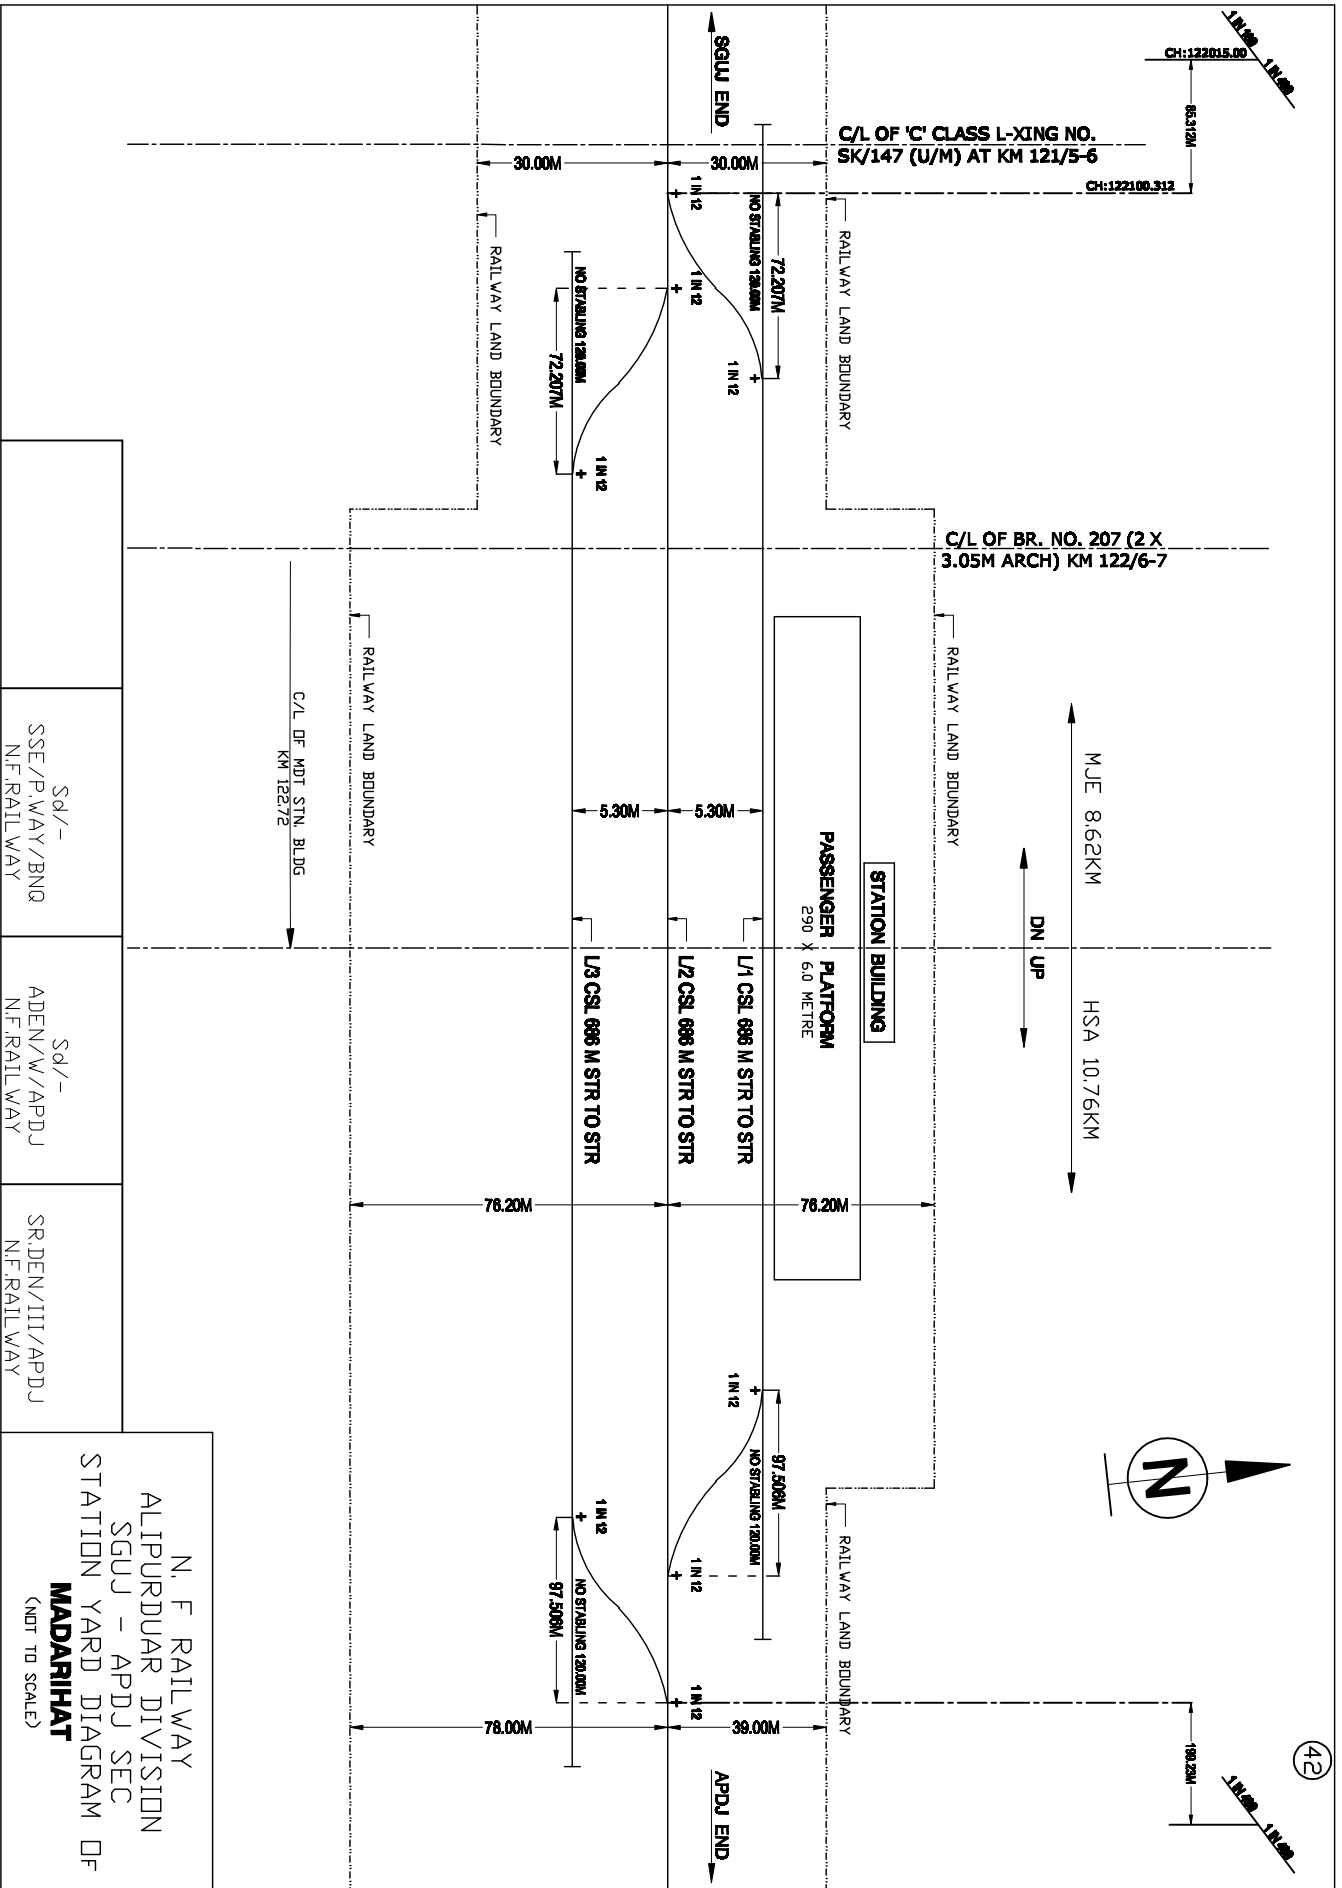 42
1 IN 400
CH:122015.00
85.312M
CH:122100.312
C/L OF 'C' CLASS L-XING NO.
SK/147 (U/M) AT KM 121/5-6
C/L OF BR. NO. 207 (2 X
3.05M ARCH) KM 122/6-7
MJE 8.62KM
HSA 10.76KM
DN UP
N
199.23M
1 IN 400
1 IN 400
RAILWAY LAND BOUNDARY
RAILWAY LAND BOUNDARY
RAILWAY LAND BOUNDARY
STATION BUILDING
PASSENGER PLATFORM
290 X 6.0 METRE
SGUJ END
APDJ END
30.00M
30.00M
72.207M
NO STABLING 120.00M
1 IN 12
1 IN 12
1 IN 12
97.506M
NO STABLING 120.00M
1 IN 12
1 IN 12
1 IN 12
5.30M
5.30M
L/1 CSL 686 M STR TO STR
L/2 CSL 686 M STR TO STR
L/3 CSL 686 M STR TO STR
76.20M
76.20M
39.00M
78.00M
NO STABLING 120.00M
72.207M
1 IN 12
NO STABLING 120.00M
97.506M
1 IN 12
RAILWAY LAND BOUNDARY
RAILWAY LAND BOUNDARY
C/L OF MDT STN. BLDG
KM 122.72
Sd/-
SSE/P.WAY/BNQ
N.F.RAILWAY
Sd/-
ADEN/W/APDJ
N.F.RAILWAY
SR.DEN/III/APDJ
N.F.RAILWAY
N. F RAILWAY
ALIPURDUAR DIVISION
SGUJ - APDJ SEC
STATION YARD DIAGRAM OF
MADARIHAT
(NOT TO SCALE)